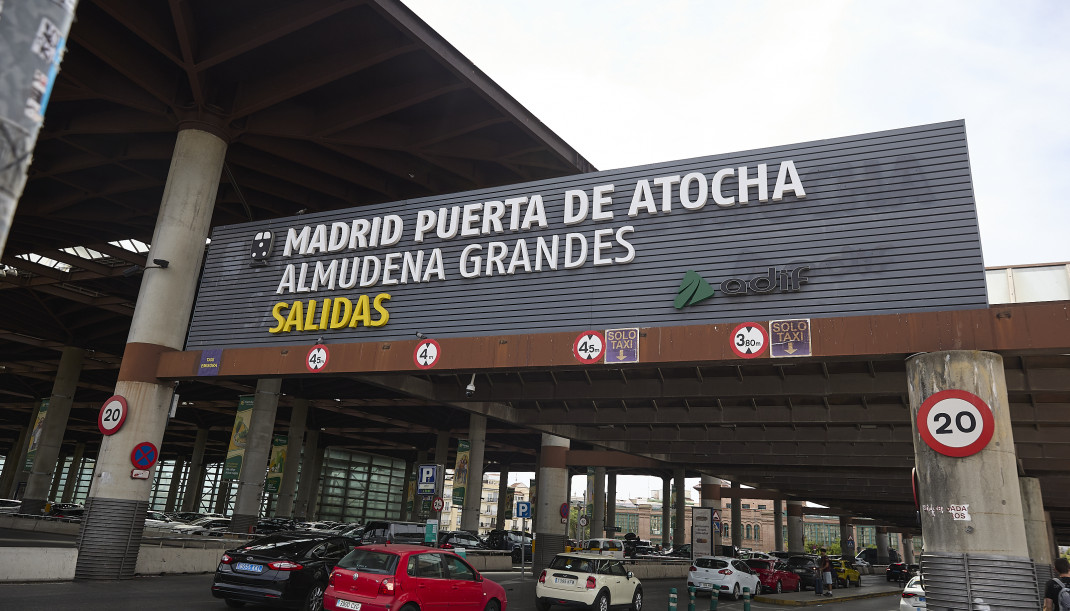 MADRID PUERTA DE ATOCHA
ALMUDENA GRANDES
SALIDAS
adif
4'5m
4m
4'5m
SOLO
TAXI
3'80m
SOLO
TAXI
20
20
P
P